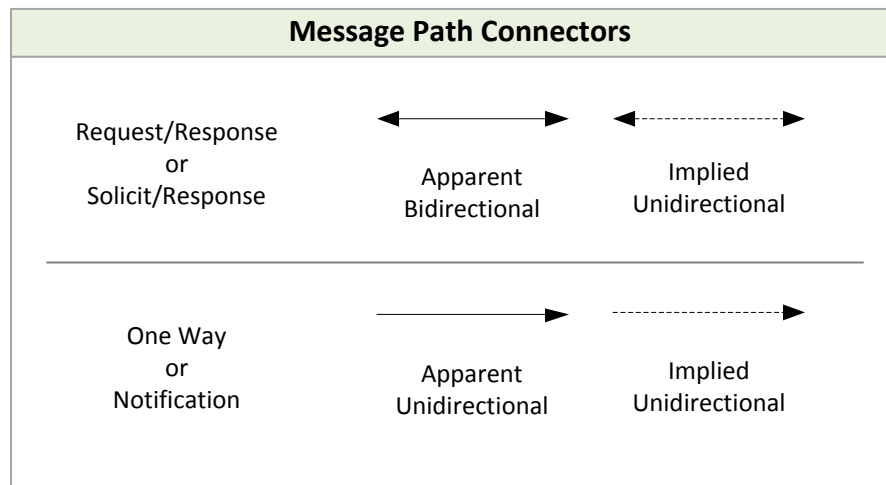 Message Path Connectors
Request/Response
or
Solicit/Response
Apparent
Bidirectional
Implied
Unidirectional
One Way
or
Notification
Apparent
Unidirectional
Implied
Unidirectional